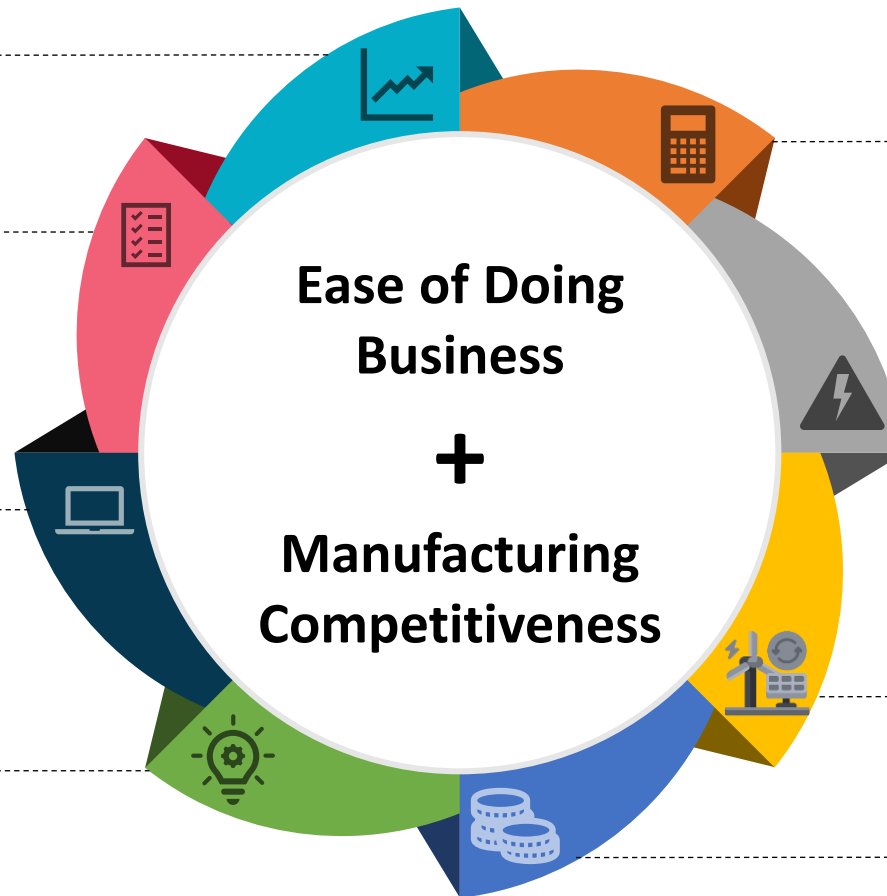 Ease of Doing
Business
+
Manufacturing
Competitiveness